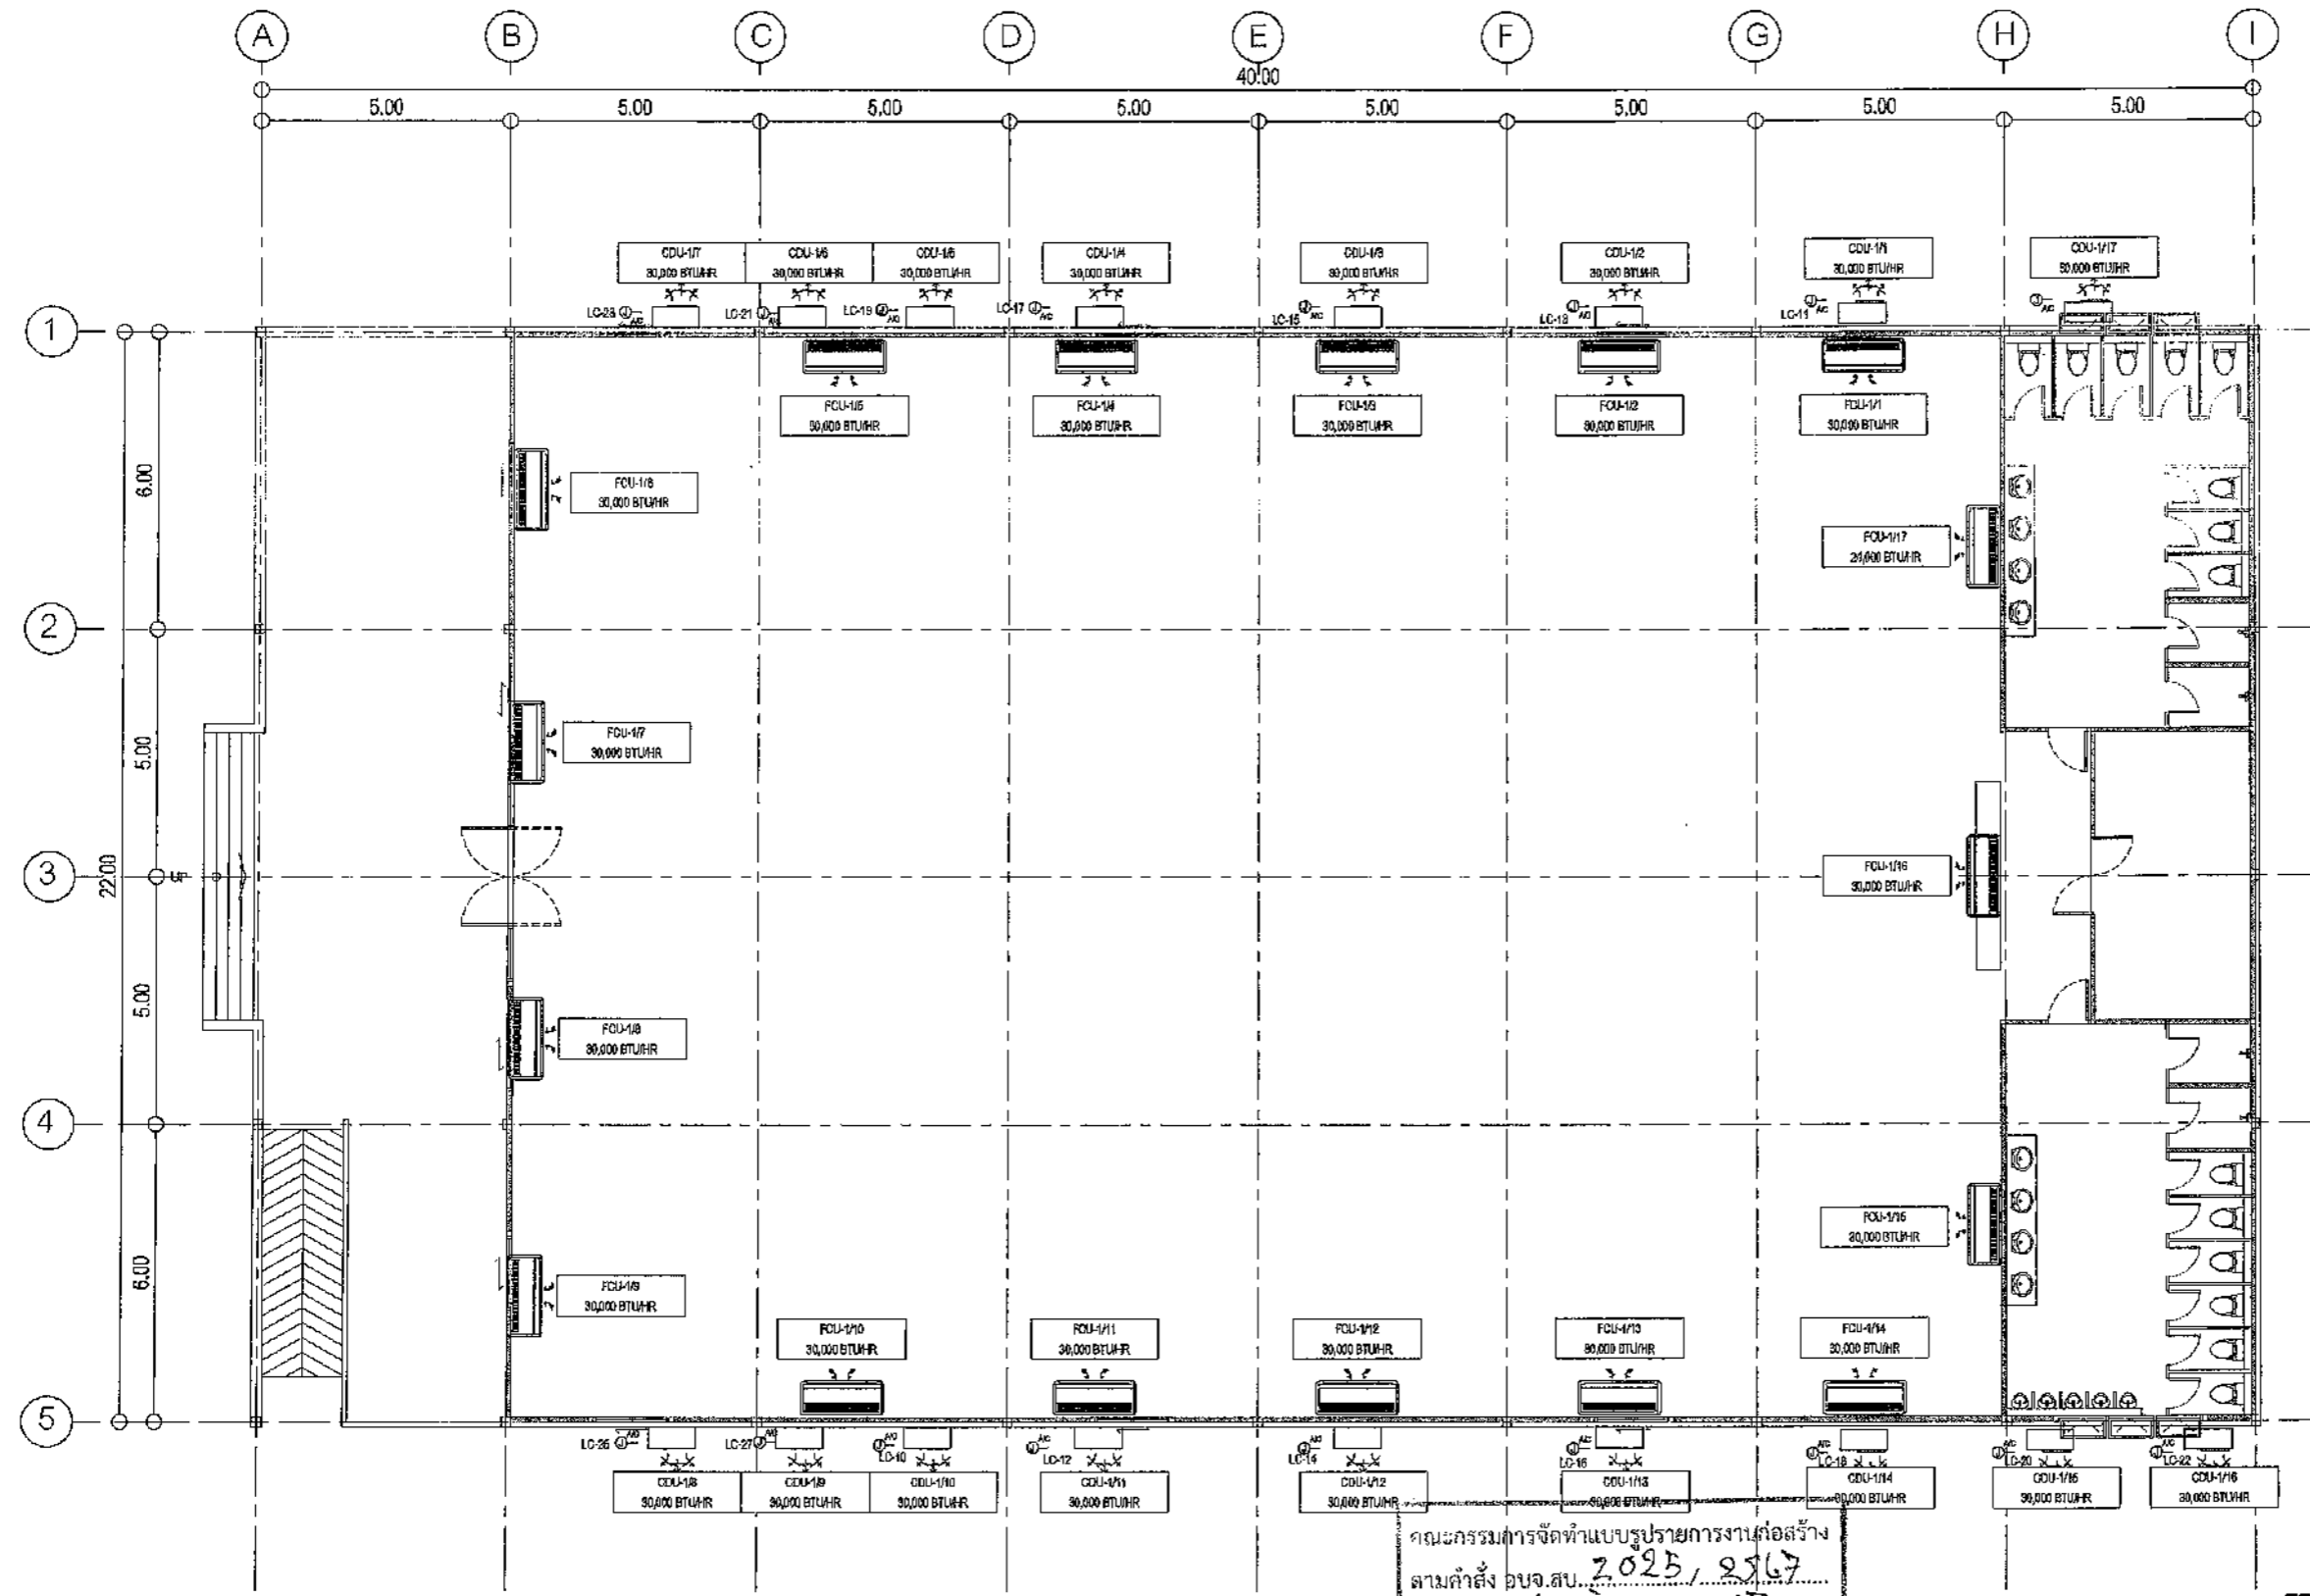 A B C D E F G H I
40.00
5.00 5.00 5.00 5.00 5.00 5.00 5.00 5.00
CDU-1/7 CDU-1/6 CDU-1/5 CDU-1/4 CDU-1/3 CDU-1/2 CDU-1/1 CDU-1/17
30,000 BTU/HR 30,000 BTU/HR 30,000 BTU/HR 30,000 BTU/HR 30,000 BTU/HR 30,000 BTU/HR 30,000 BTU/HR 30,000 BTU/HR
LC-21 J A/C LC-19 J A/C LC-17 J A/C LC-15 J A/C J A/C LC-11 J A/C J A/C
1
FCU-1/5 FCU-1/4 FCU-1/3 FCU-1/2 FCU-1/1
30,000 BTU/HR 30,000 BTU/HR 30,000 BTU/HR 30,000 BTU/HR 30,000 BTU/HR
6.00
FCU-1/6
30,000 BTU/HR
FCU-1/17
BTU/HR
2
5.00
FCU-1/7
30,000 BTU/HR
3
22.00
UP
FCU-1/16
30,000 BTU/HR
5.00
FCU-1/8
30,000 BTU/HR
4
FCU-1/15
30,000 BTU/HR
6.00
FCU-1/9
30,000 BTU/HR
FCU-1/10 FCU-1/11 FCU-1/12 FCU-1/13 FCU-1/14
30,000 BTU/HR 30,000 BTU/HR 30,000 BTU/HR 30,000 BTU/HR 30,000 BTU/HR
5
LC-25 J A/C LC-27 J A/C LC-10 J A/C LC-12 J A/C LC-14 J A/C LC-16 J A/C LC-18 J A/C LC-20 J A/C LC-22 J A/C
CDU-1/8 CDU-1/9 CDU-1/10 CDU-1/11 CDU-1/12 CDU-1/13 CDU-1/14 CDU-1/15 CDU-1/16
30,000 BTU/HR 30,000 BTU/HR 30,000 BTU/HR 30,000 BTU/HR 30,000 BTU/HR 30,000 BTU/HR 30,000 BTU/HR 30,000 BTU/HR 30,000 BTU/HR
คณะกรรมการจัดทำแบบรูปรายการงานก่อสร้าง
ตามคำสั่ง อบจ.สบ. 2025 / 2567